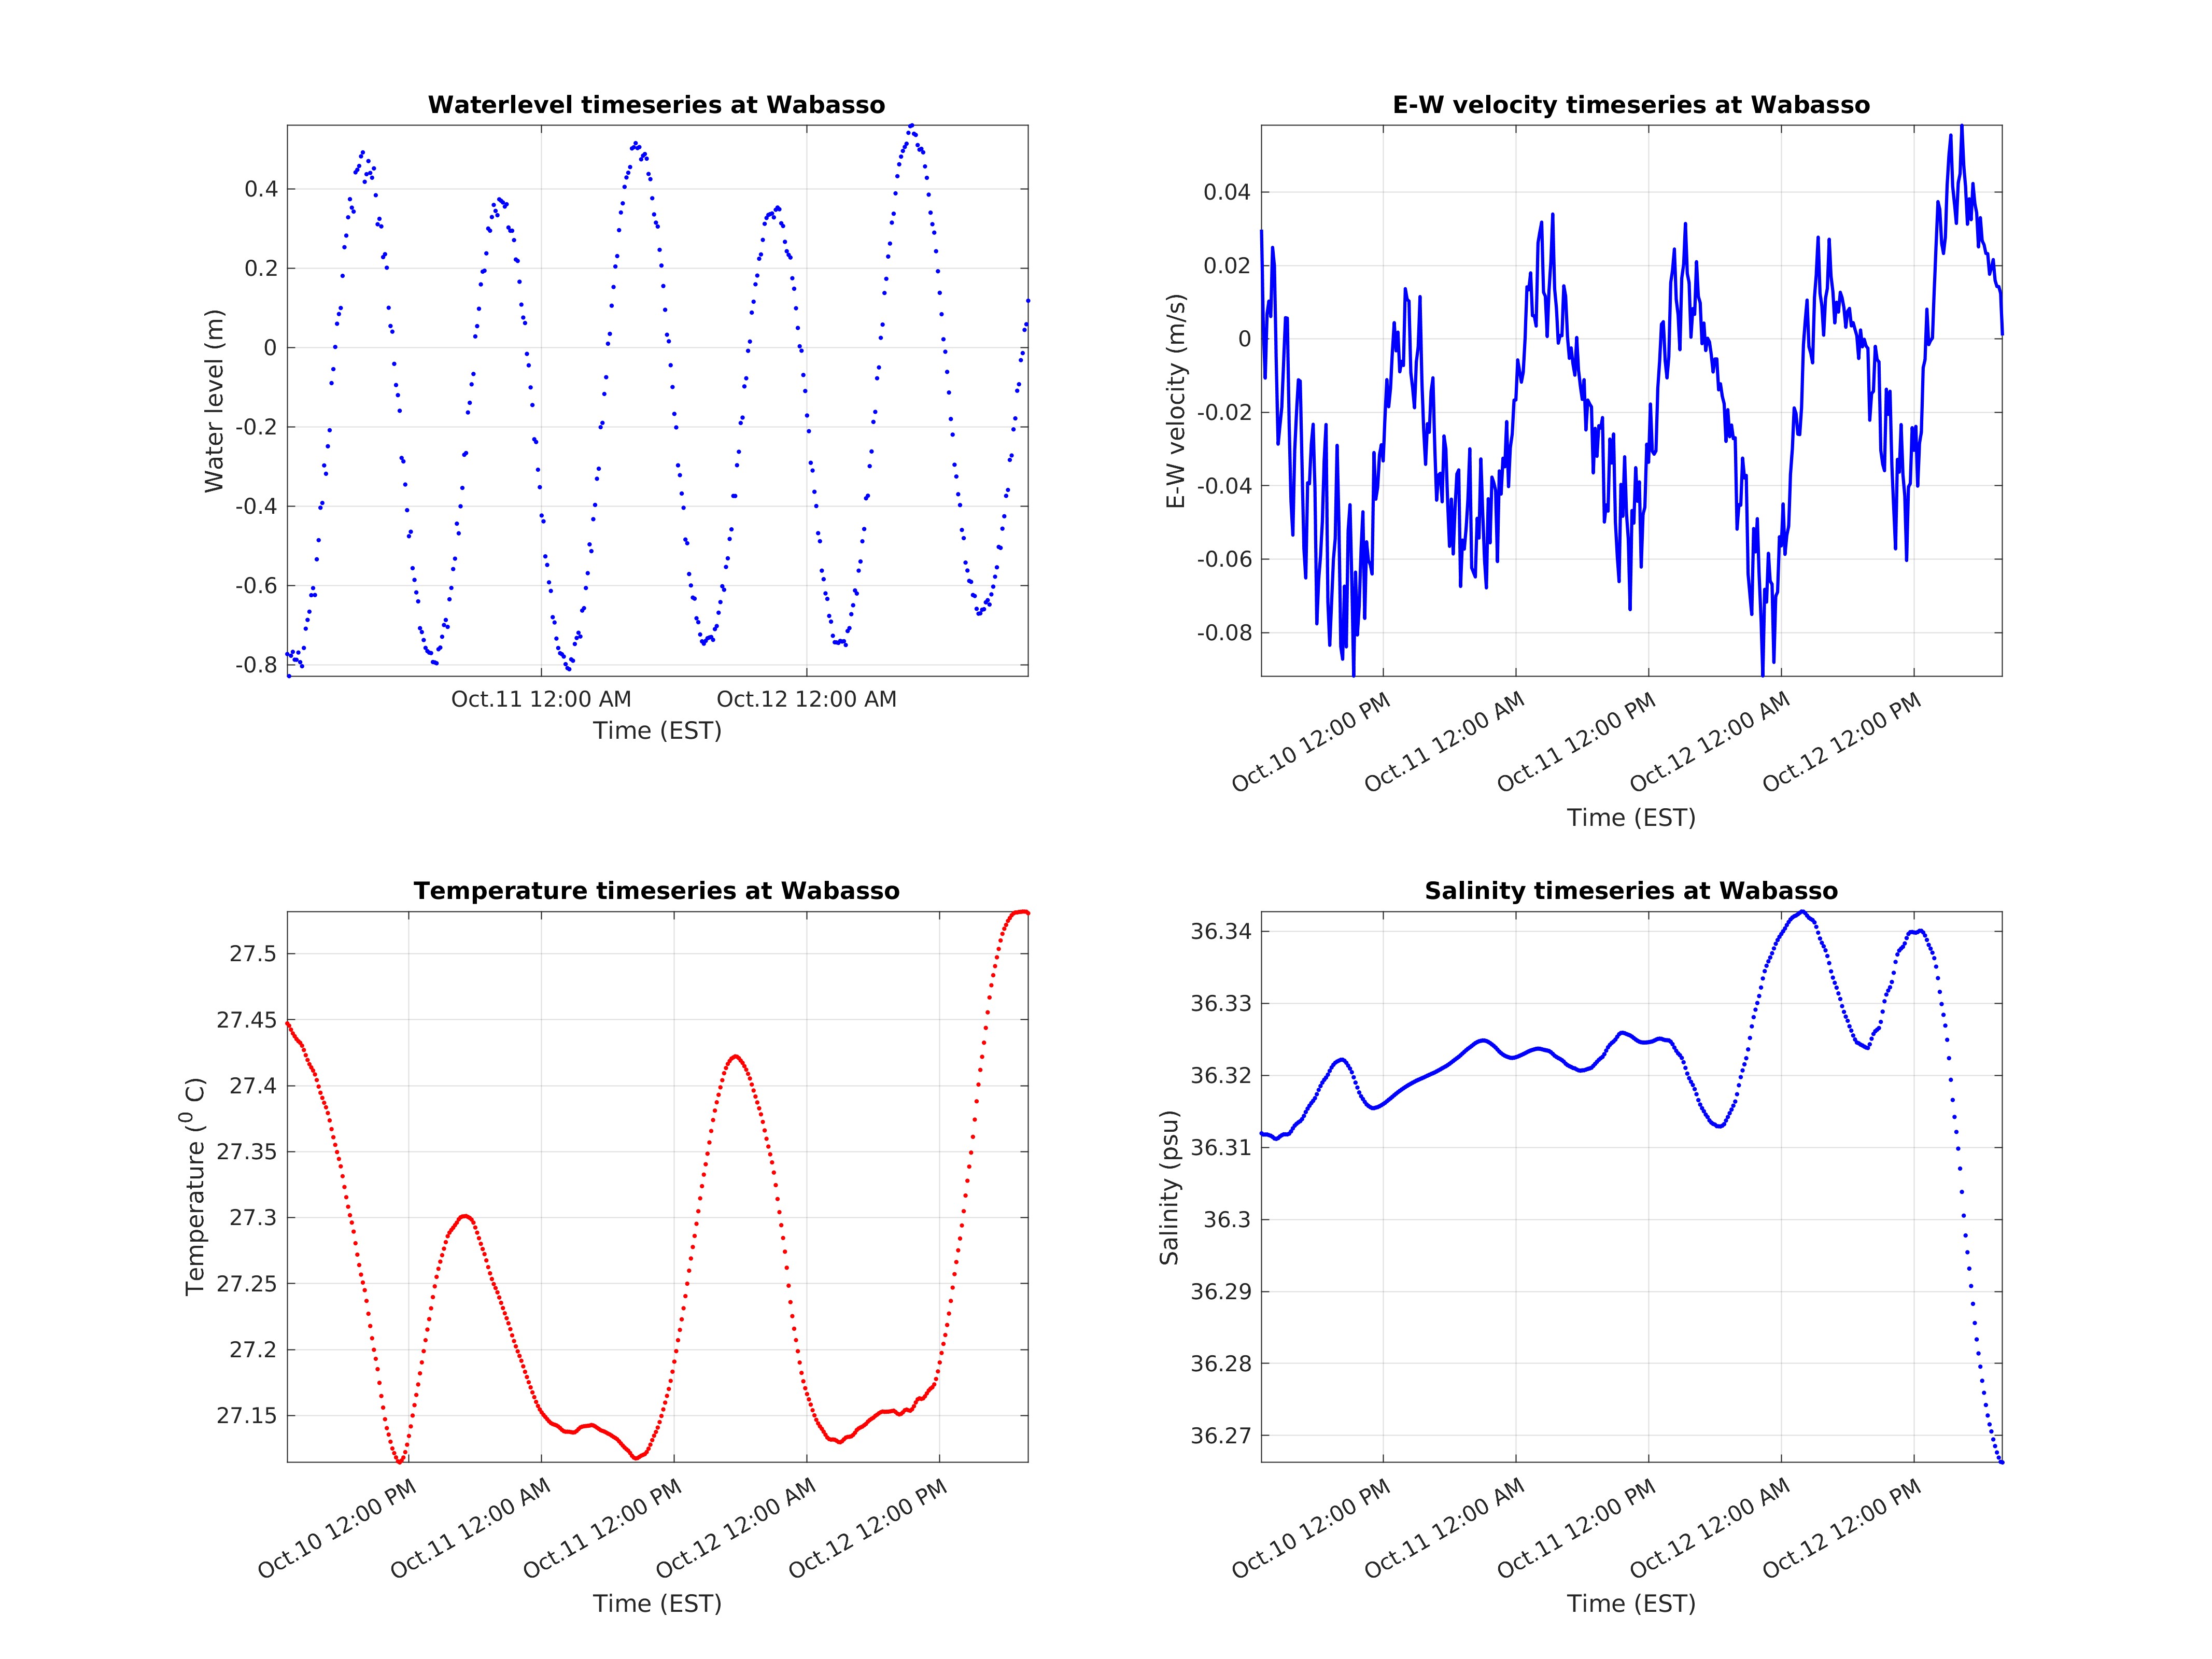 Waterlevel timeseries at Wabasso
0.4
0.2
0
-0.2
-0.4
-0.6
-0.8
Water level (m)
Oct.11 12:00 AM
Oct.12 12:00 AM
Time (EST)
E-W velocity timeseries at Wabasso
0.04
0.02
0
-0.02
-0.04
-0.06
-0.08
E-W velocity (m/s)
Oct.10 12:00 PM
Oct.11 12:00 AM
Oct.11 12:00 PM
Oct.12 12:00 AM
Oct.12 12:00 PM
Time (EST)
Temperature timeseries at Wabasso
27.5
27.45
27.4
27.35
27.3
27.25
27.2
27.15
Temperature (⁰ C)
Oct.10 12:00 PM
Oct.11 12:00 AM
Oct.11 12:00 PM
Oct.12 12:00 AM
Oct.12 12:00 PM
Time (EST)
Salinity timeseries at Wabasso
36.34
36.33
36.32
36.31
36.3
36.29
36.28
36.27
Salinity (psu)
Oct.10 12:00 PM
Oct.11 12:00 AM
Oct.11 12:00 PM
Oct.12 12:00 AM
Oct.12 12:00 PM
Time (EST)